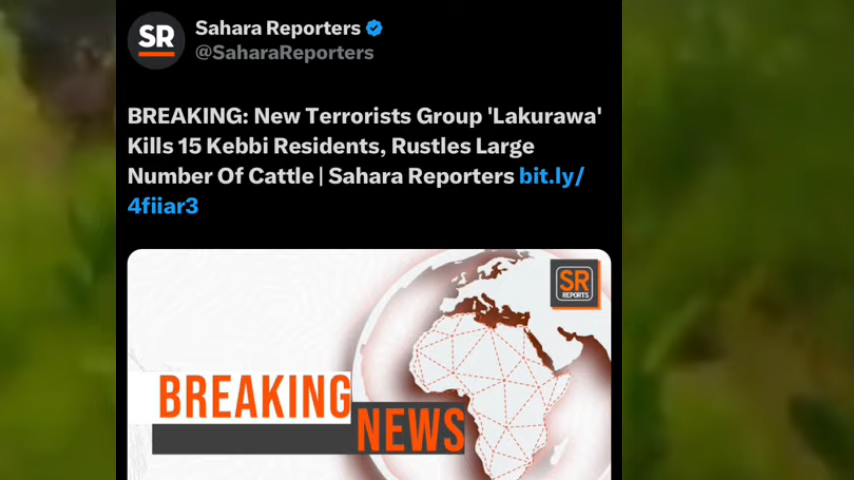 SR
Sahara Reporters
@SaharaReporters
BREAKING: New Terrorists Group 'Lakurawa'
Kills 15 Kebbi Residents, Rustles Large
Number Of Cattle | Sahara Reporters bit.ly/
4fiiar3
SR
REPORTS
BREAKING
NEWS